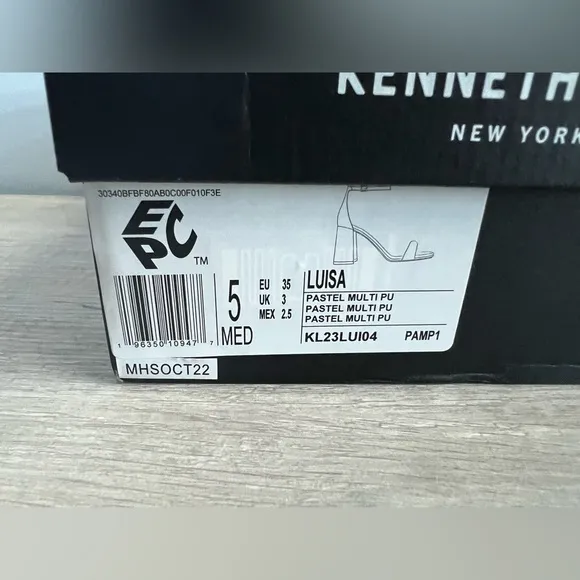 KENNETH
NEW YORK
30340BFBF80AB0C00F010F3E
EPC TM
5 MED
EU 35
UK 3
MEX 2.5
LUISA
PASTEL MULTI PU
PASTEL MULTI PU
PASTEL MULTI PU
KL23LUI04 PAMP1
1 96350 10947 7
MHSOCT22